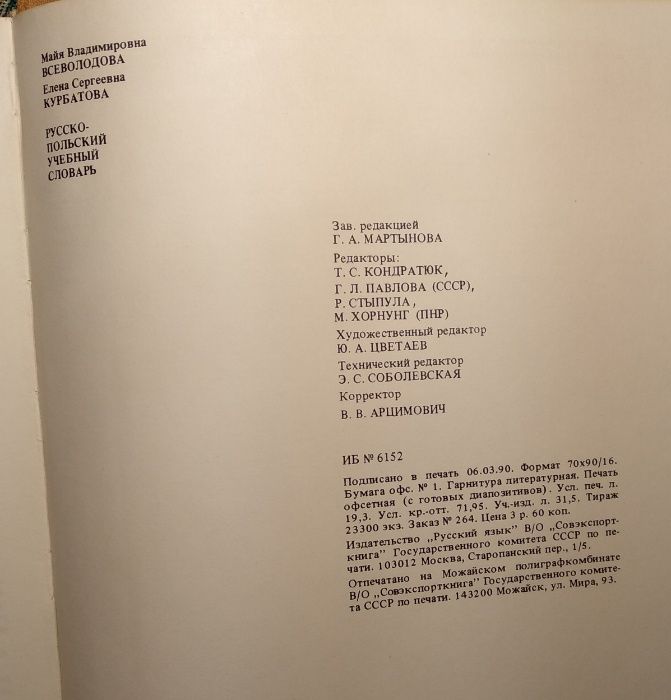 Майя Владимировна
ВСЕВОЛОДОВА
Елена Сергеевна
КУРБАТОВА
РУССКО-
ПОЛЬСКИЙ
УЧЕБНЫЙ
СЛОВАРЬ
Зав. редакцией
Г. А. МАРТЫНОВА
Редакторы:
Т. С. КОНДРАТЮК,
Г. Л. ПАВЛОВА (СССР),
Р. СТЫПУЛА,
М. ХОРНУНГ (ПНР)
Художественный редактор
Ю. А. ЦВЕТАЕВ
Технический редактор
Э. С. СОБОЛЕВСКАЯ
Корректор
В. В. АРЦИМОВИЧ
ИБ № 6152
Подписано в печать 06.03.90. Формат 70х90/16.
Бумага офс. № 1. Гарнитура литературная. Печать
офсетная (с готовых диапозитивов). Усл. печ. л.
19,3. Усл. кр.-отт. 71,95. Уч.-изд. л. 31,5. Тираж
23300 экз. Заказ № 264. Цена 3 р. 60 коп.
Издательство „Русский язык" В/О „Совэкспорт-
книга" Государственного комитета СССР по пе-
чати. 103012 Москва, Старопанский пер., 1/5.
Отпечатано на Можайском полиграфкомбинате
В/О „Совэкспорткнига" Государственного комите-
та СССР по печати. 143200 Можайск, ул. Мира, 93.